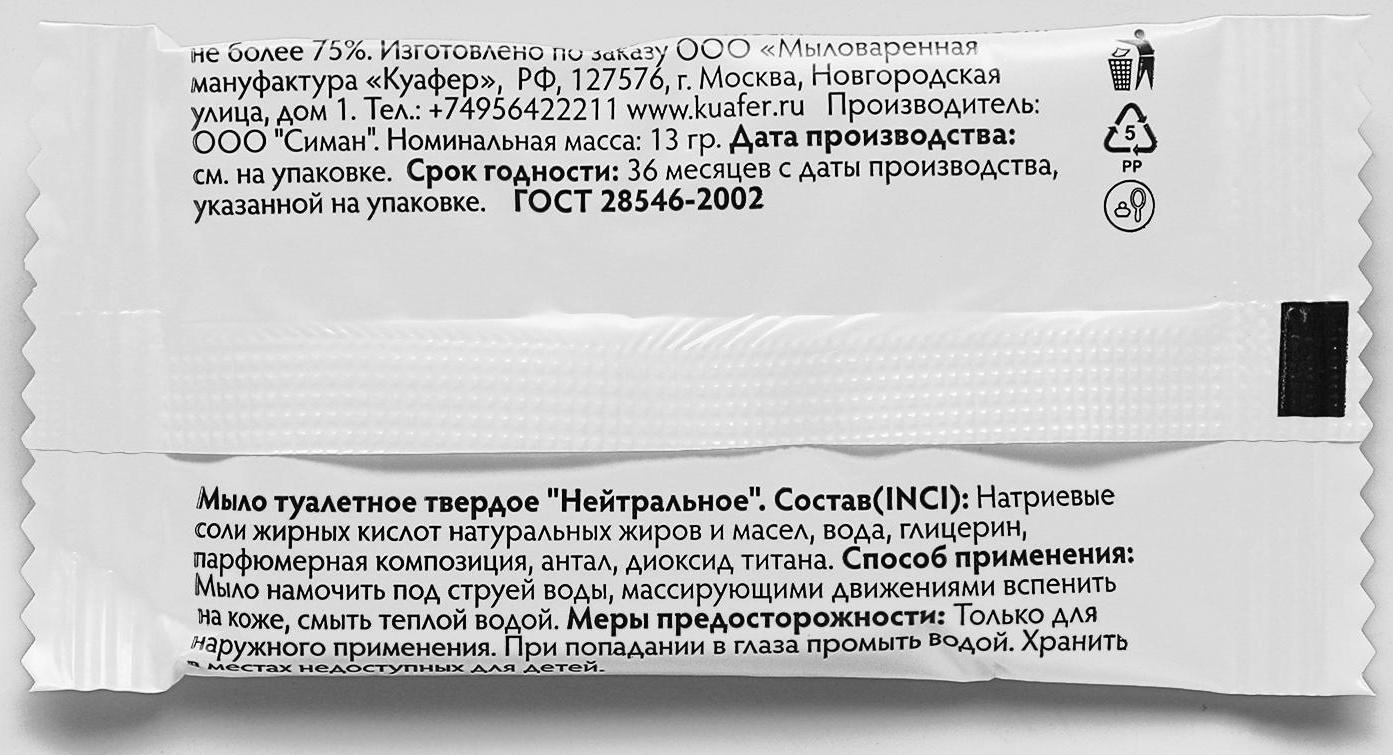 не более 75%. Изготовлено по заказу ООО «Мыловаренная
мануфактура «Куафер», РФ, 127576, г. Москва, Новгородская
улица, дом 1. Тел.: +74956422211 www.kuafer.ru Производитель:
ООО "Симан". Номинальная масса: 13 гр. Дата производства:
см. на упаковке. Срок годности: 36 месяцев с даты производства,
указанной на упаковке. ГОСТ 28546-2002
5
PP
Мыло туалетное твердое "Нейтральное". Состав(INCI): Натриевые
соли жирных кислот натуральных жиров и масел, вода, глицерин,
парфюмерная композиция, антал, диоксид титана. Способ применения:
Мыло намочить под струей воды, массирующими движениями вспенить
на коже, смыть теплой водой. Меры предосторожности: Только для
наружного применения. При попадании в глаза промыть водой. Хранить
в местах недоступных для детей.